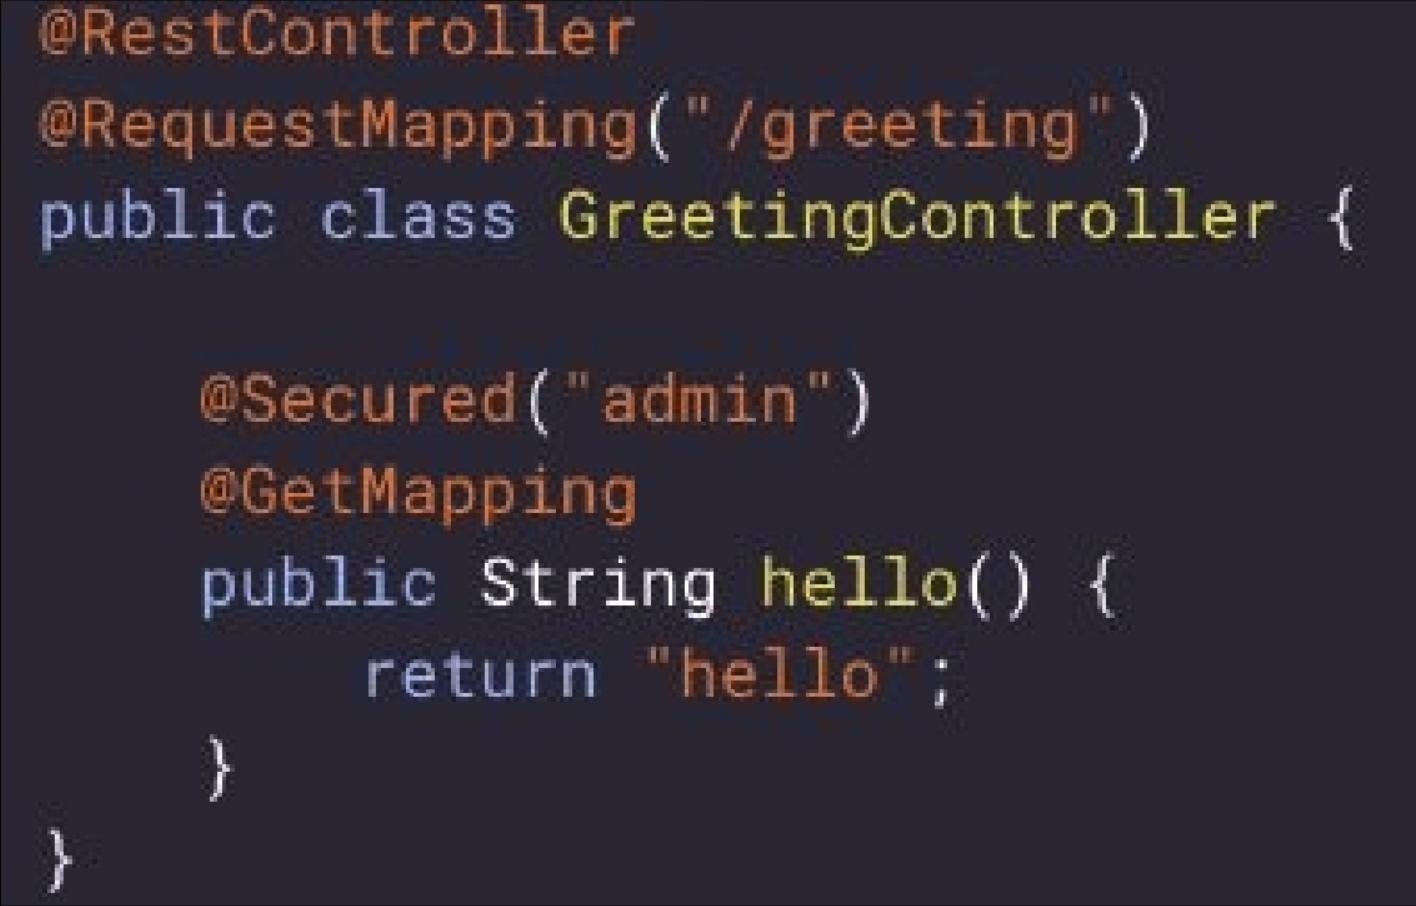 @RestController
@RequestMapping("/greeting")
public class GreetingController {
@Secured("admin")
@GetMapping
public String hello() {
return "hello";
}
}